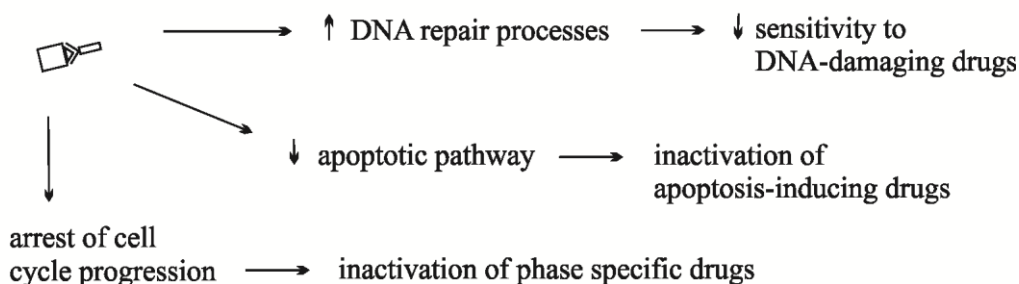 ↑ DNA repair processes → ↓ sensitivity to
DNA-damaging drugs
↓ apoptotic pathway → inactivation of
apoptosis-inducing drugs
arrest of cell
cycle progression → inactivation of phase specific drugs